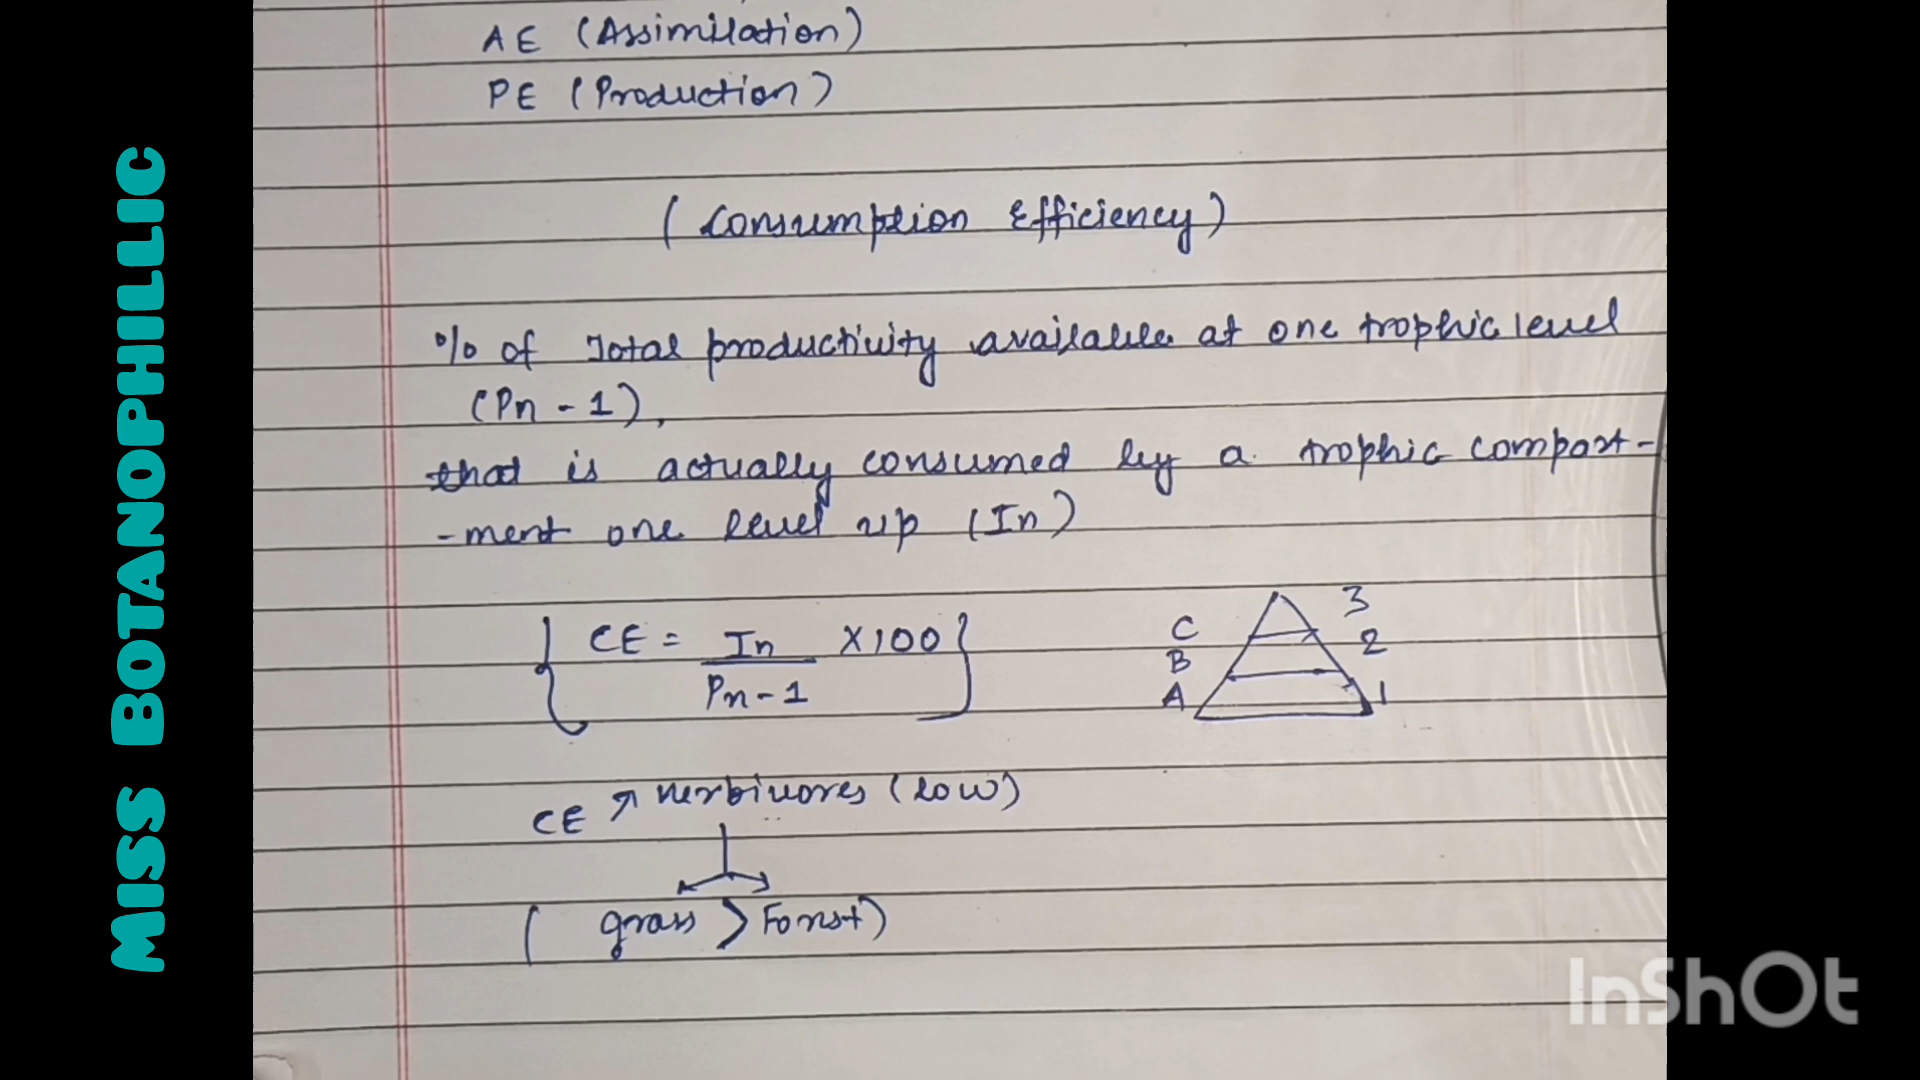 AE (Assimilation)
PE (Production)
(Consumption Efficiency)
% of Total productivity available at one trophic level
(Pn - 1),
that is actually consumed by a trophic compart-
-ment one level up (In)
CE = In / Pn - 1 X100
C 3
B 2
A 1
CE ↗ Herbivores (low)
( grass > Forest)
MISS BOTANOPHILLIC
InShOt